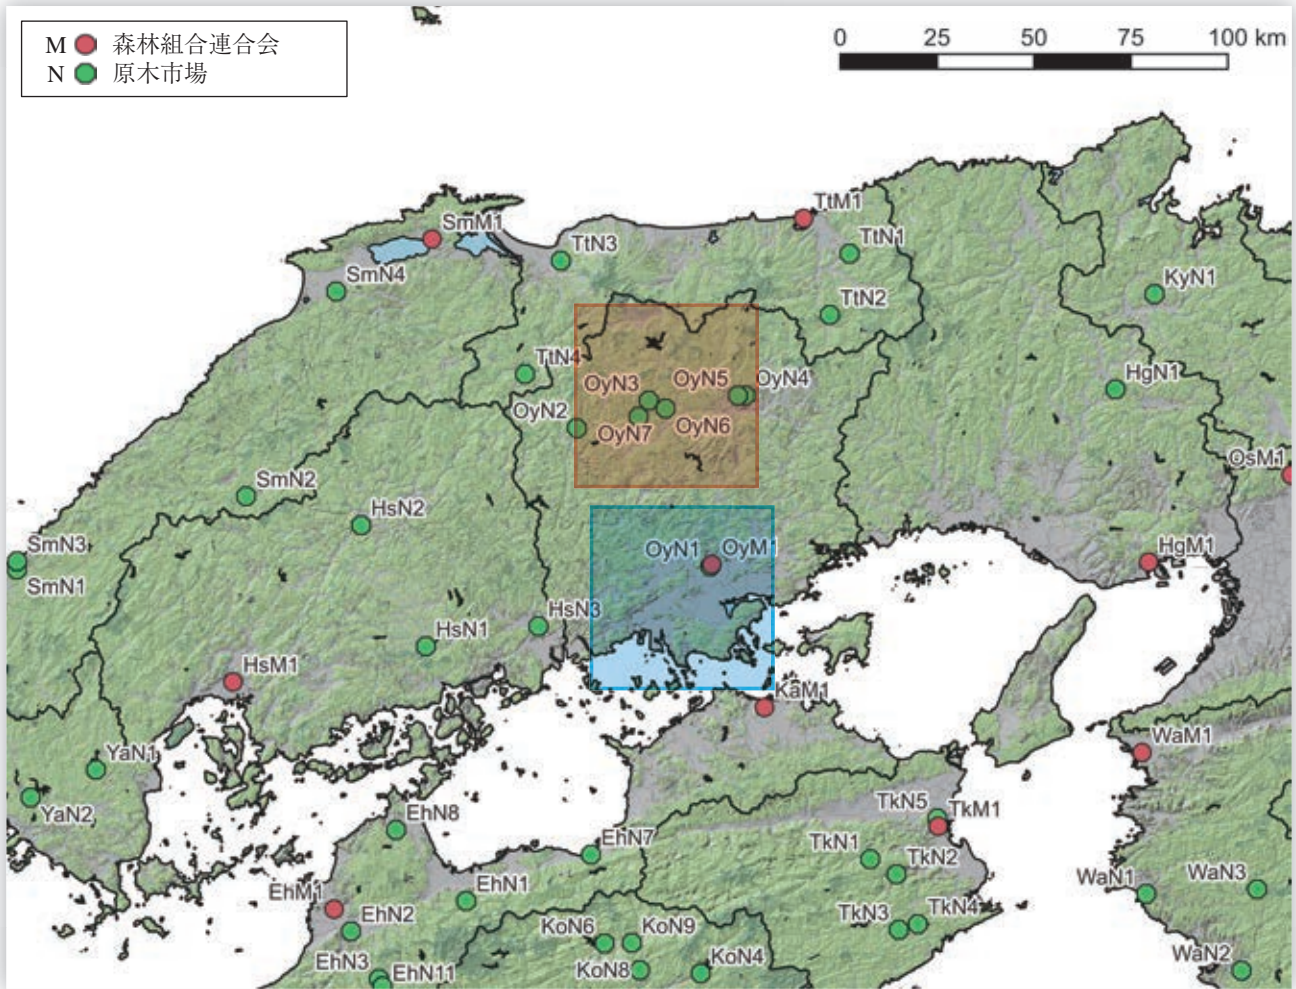 M 森林組合連合会
N 原木市場
0 25 50 75 100 km
TtM1
SmM1
TtN3
TtN1
SmN4
KyN1
TtN2
TtN4
HgN1
OyN3
OyN5
OyN4
OyN2
OyN7
OyN6
OsM1
SmN2
HsN2
SmN3
OyN1
OyM1
HgM1
SmN1
HsN3
HsN1
HsM1
KaM1
WaM1
YaN1
TkN5
TkM1
YaN2
EhN8
EhN7
TkN1
TkN2
WaN1
WaN3
EhM1
EhN1
EhN2
TkN3
TkN4
KoN6
KoN9
EhN3
EhN11
KoN8
KoN4
WaN2